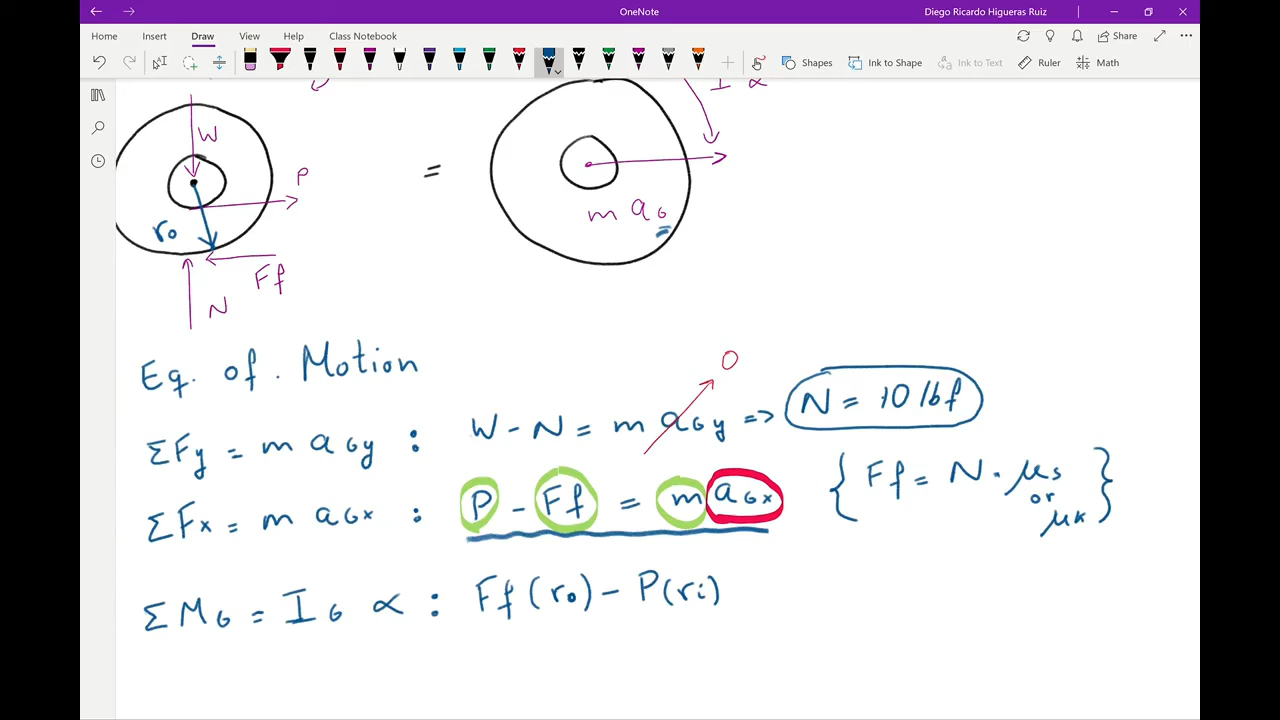 OneNote
Diego Ricardo Higueras Ruiz
Home Insert Draw View Help Class Notebook
Share
Shapes Ink to Shape Ink to Text Ruler Math
I α
W
P
=
ro
m aG
Ff
N
Eq. of. Motion
0
ΣFy = m aGy : W - N = m aGy => N = 10 lbf
ΣFx = m aGx : P - Ff = m aGx { Ff = N · μs or μk }
ΣMG = IG α : Ff (ro) - P(ri)